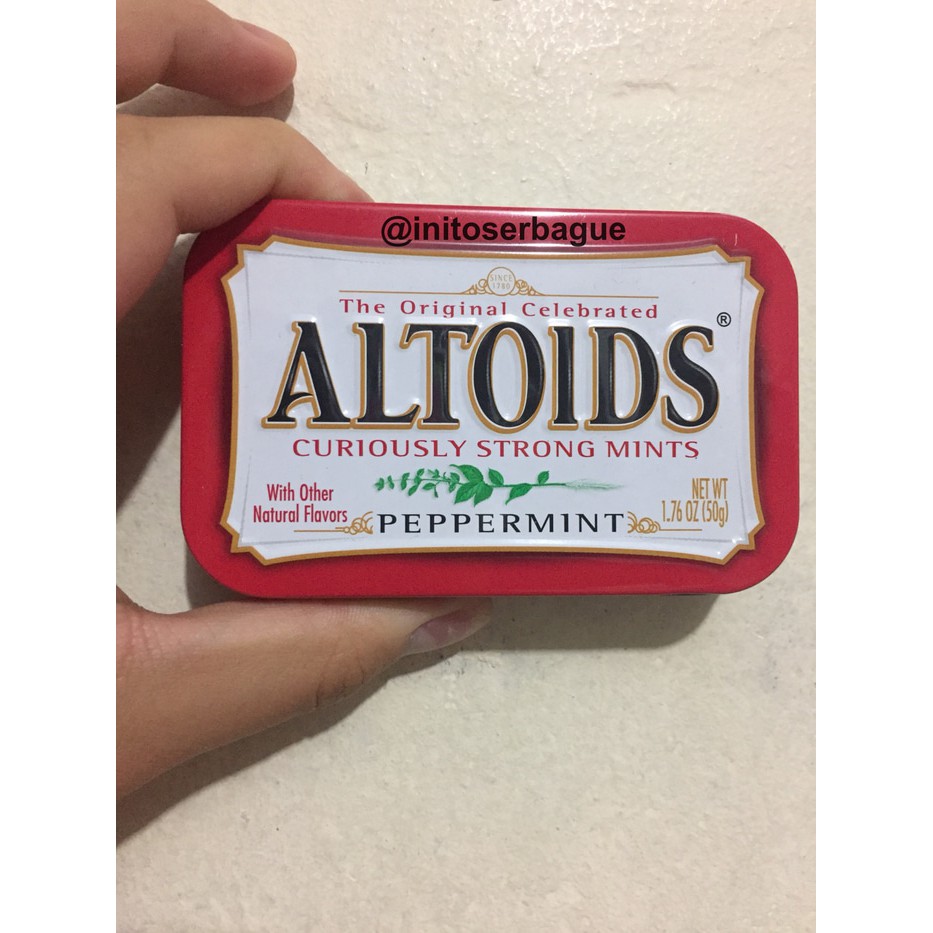 @initoserbague
SINCE
1780
The Original Celebrated
ALTOIDS®
CURIOUSLY STRONG MINTS
With Other
Natural Flavors
NET WT
1.76 OZ (50g)
PEPPERMINT